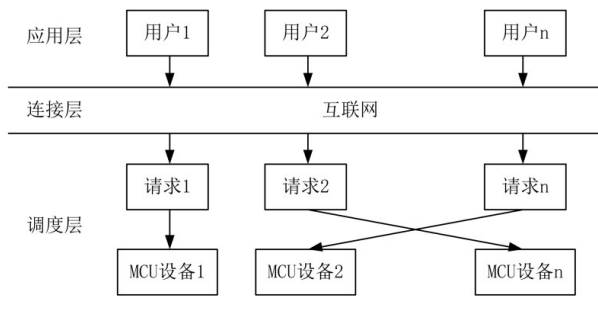 应用层 用户1 用户2 用户n
连接层 互联网
请求1 请求2 请求n
调度层
MCU设备1 MCU设备2 MCU设备n